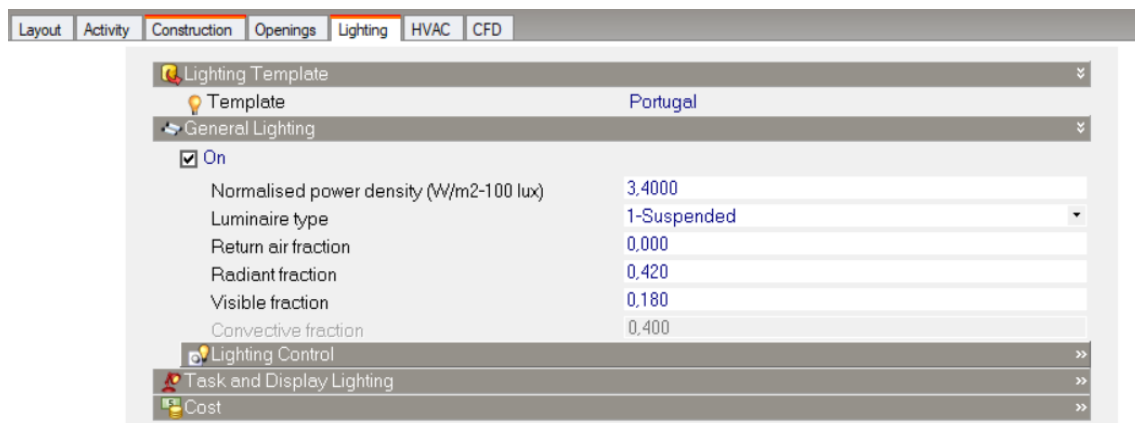 Layout Activity Construction Openings Lighting HVAC CFD
Lighting Template
Template Portugal
General Lighting
On
Normalised power density (W/m2-100 lux) 3,4000
Luminaire type 1-Suspended
Return air fraction 0,000
Radiant fraction 0,420
Visible fraction 0,180
Convective fraction 0,400
Lighting Control
Task and Display Lighting
Cost